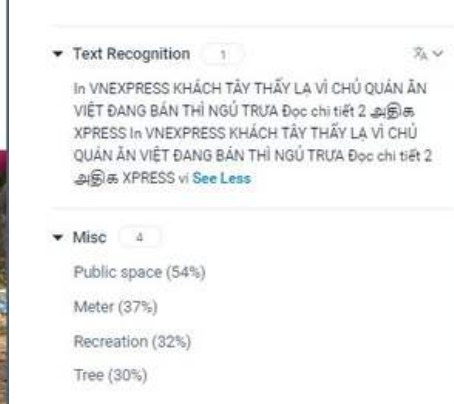 Text Recognition 1
In VNEXPRESS KHÁCH TÂY THẤY LẠ VÌ CHỦ QUÁN ĂN
VIỆT ĐANG BÁN THÌ NGỦ TRƯA Đọc chi tiết 2 அதிக
XPRESS In VNEXPRESS KHÁCH TÂY THẤY LẠ VÌ CHỦ
QUÁN ĂN VIỆT ĐANG BÁN THÌ NGỦ TRƯA Đọc chi tiết 2
அதிக XPRESS vi See Less
Misc 4
Public space (54%)
Meter (37%)
Recreation (32%)
Tree (30%)